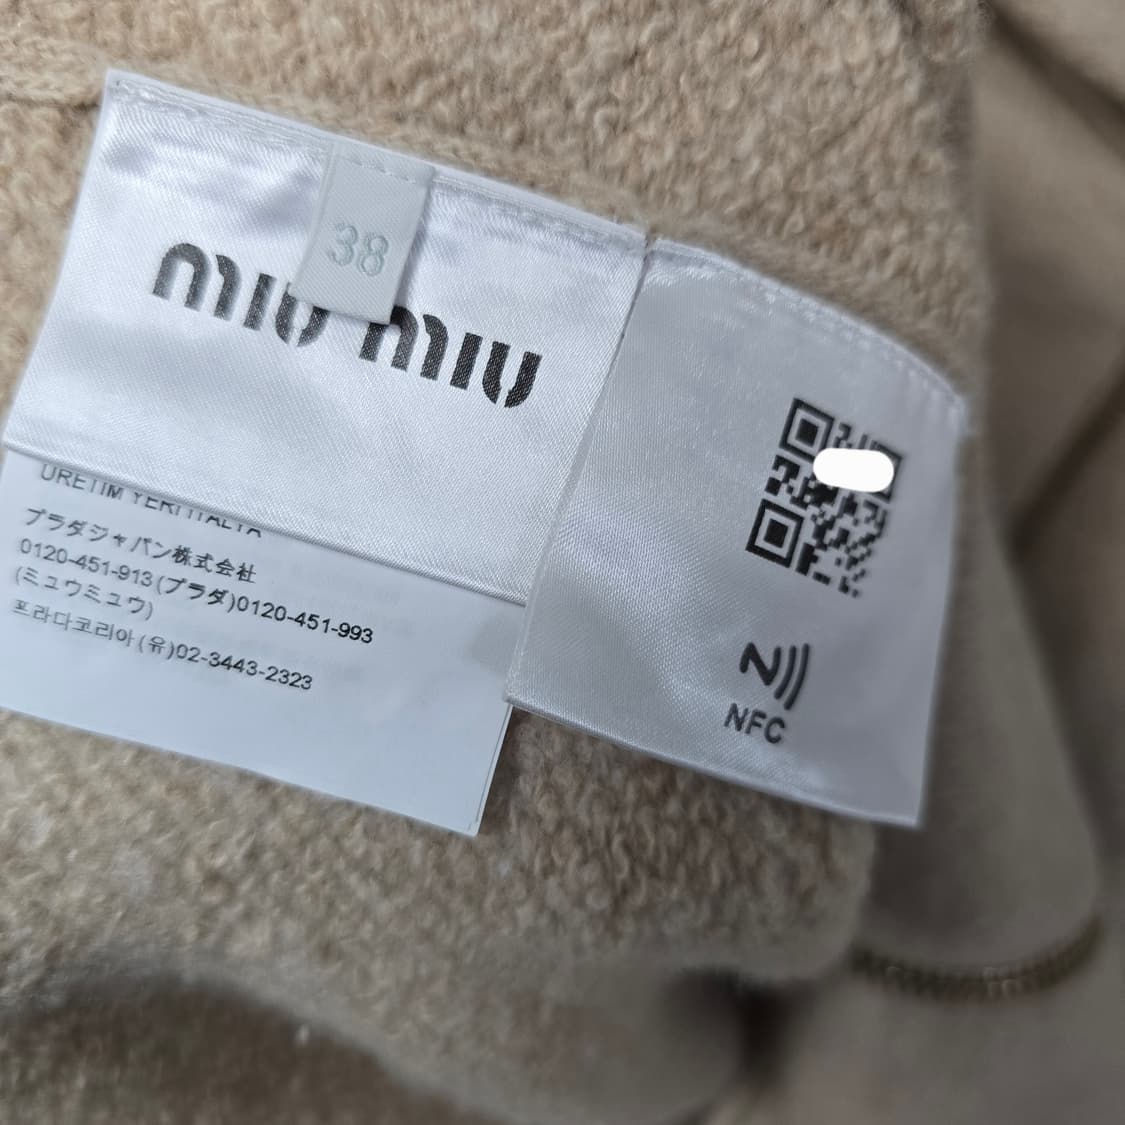 38
miu miu
URETIM YERI ITALYA
プラダジャパン株式会社
0120-451-913(プラダ)0120-451-993
(ミュウミュウ)
프라다코리아(유)02-3443-2323
NFC